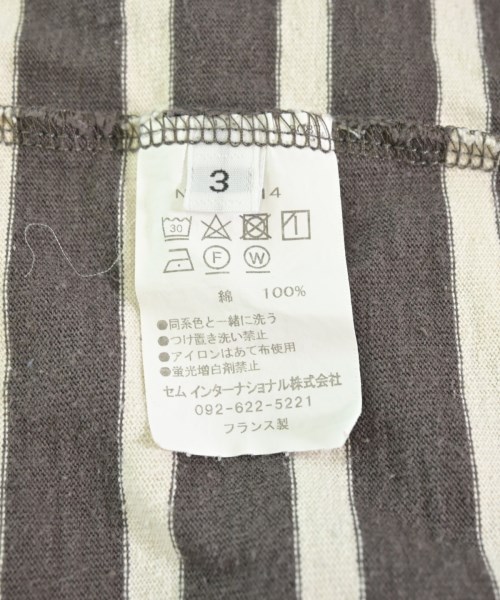 3
30
F W
綿 100%
●同系色と一緒に洗う
●つけ置き洗い禁止
●アイロンはあて布使用
●蛍光増白剤禁止
セム インターナショナル株式会社
092-622-5221
フランス製